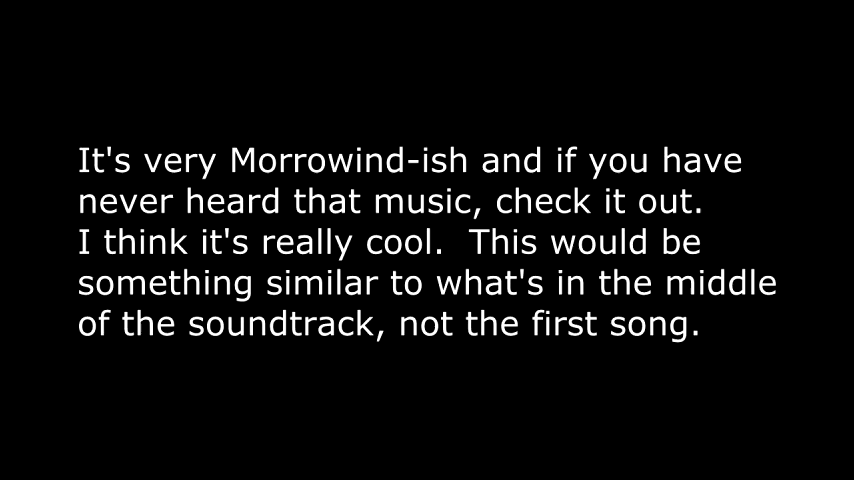 It's very Morrowind-ish and if you have
never heard that music, check it out.
I think it's really cool.  This would be
something similar to what's in the middle
of the soundtrack, not the first song.